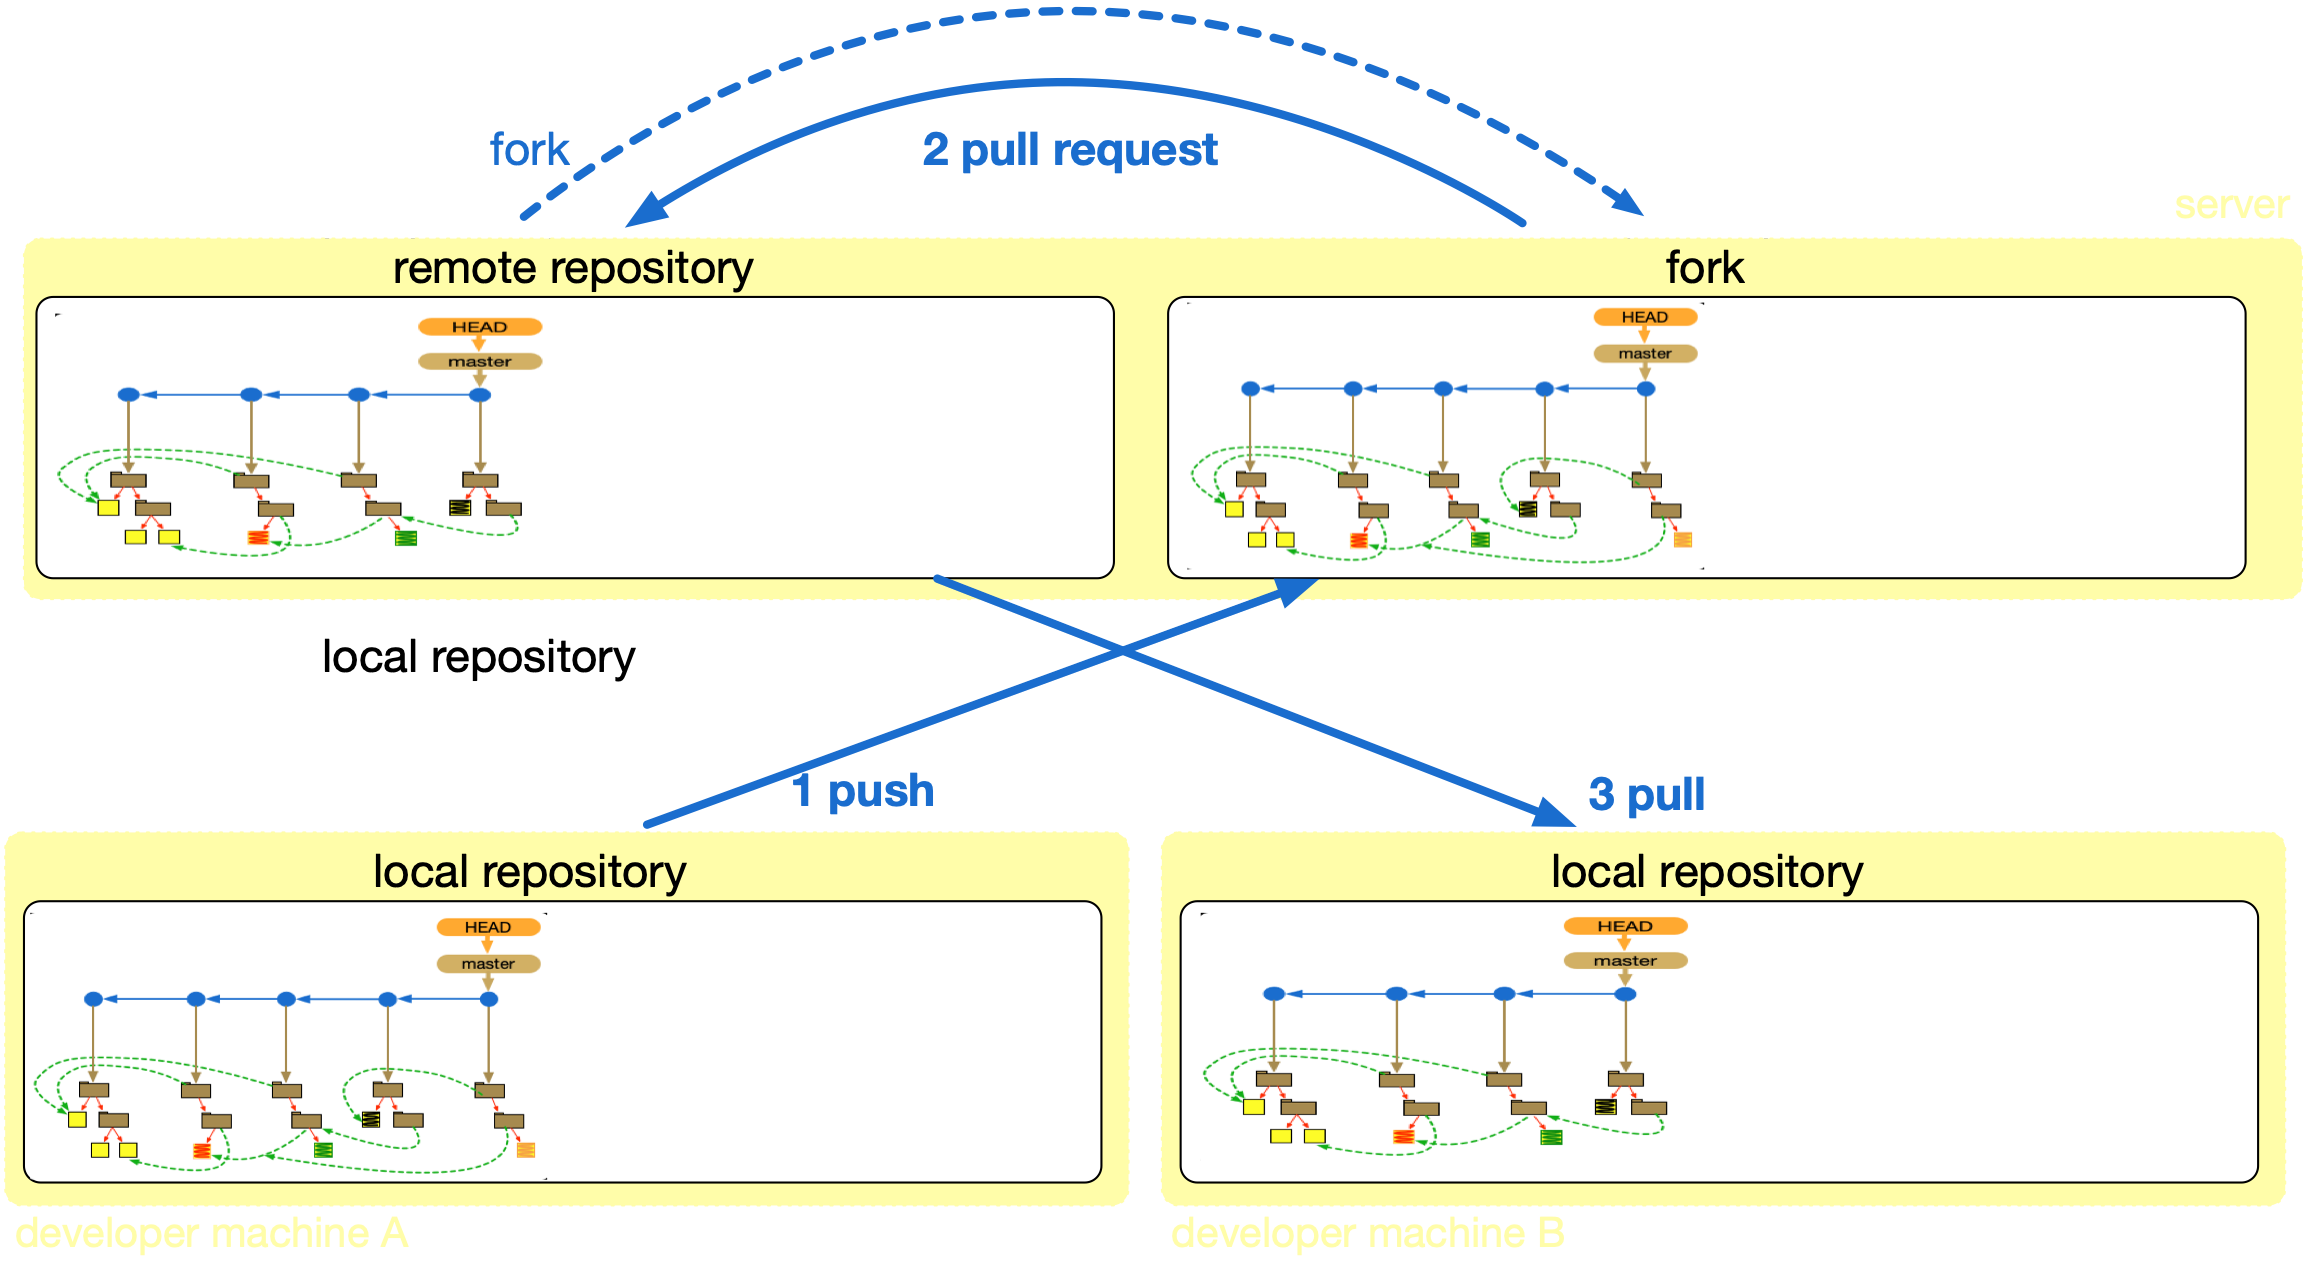 fork
2 pull request
server
remote repository
fork
HEAD
master
HEAD
master
local repository
1 push
3 pull
local repository
local repository
HEAD
master
HEAD
master
developer machine A
developer machine B